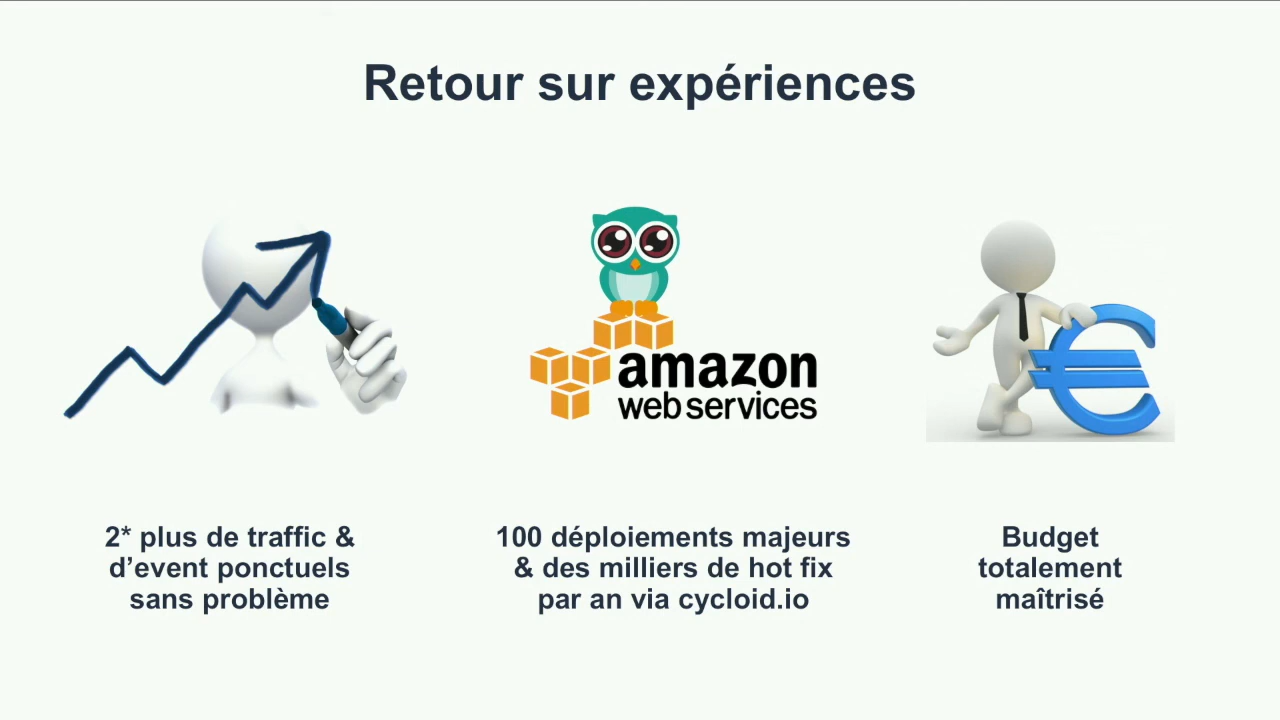 Retour sur expériences
amazon
web services
2* plus de traffic &
d'event ponctuels
sans problème
100 déploiements majeurs
& des milliers de hot fix
par an via cycloid.io
Budget
totalement
maîtrisé